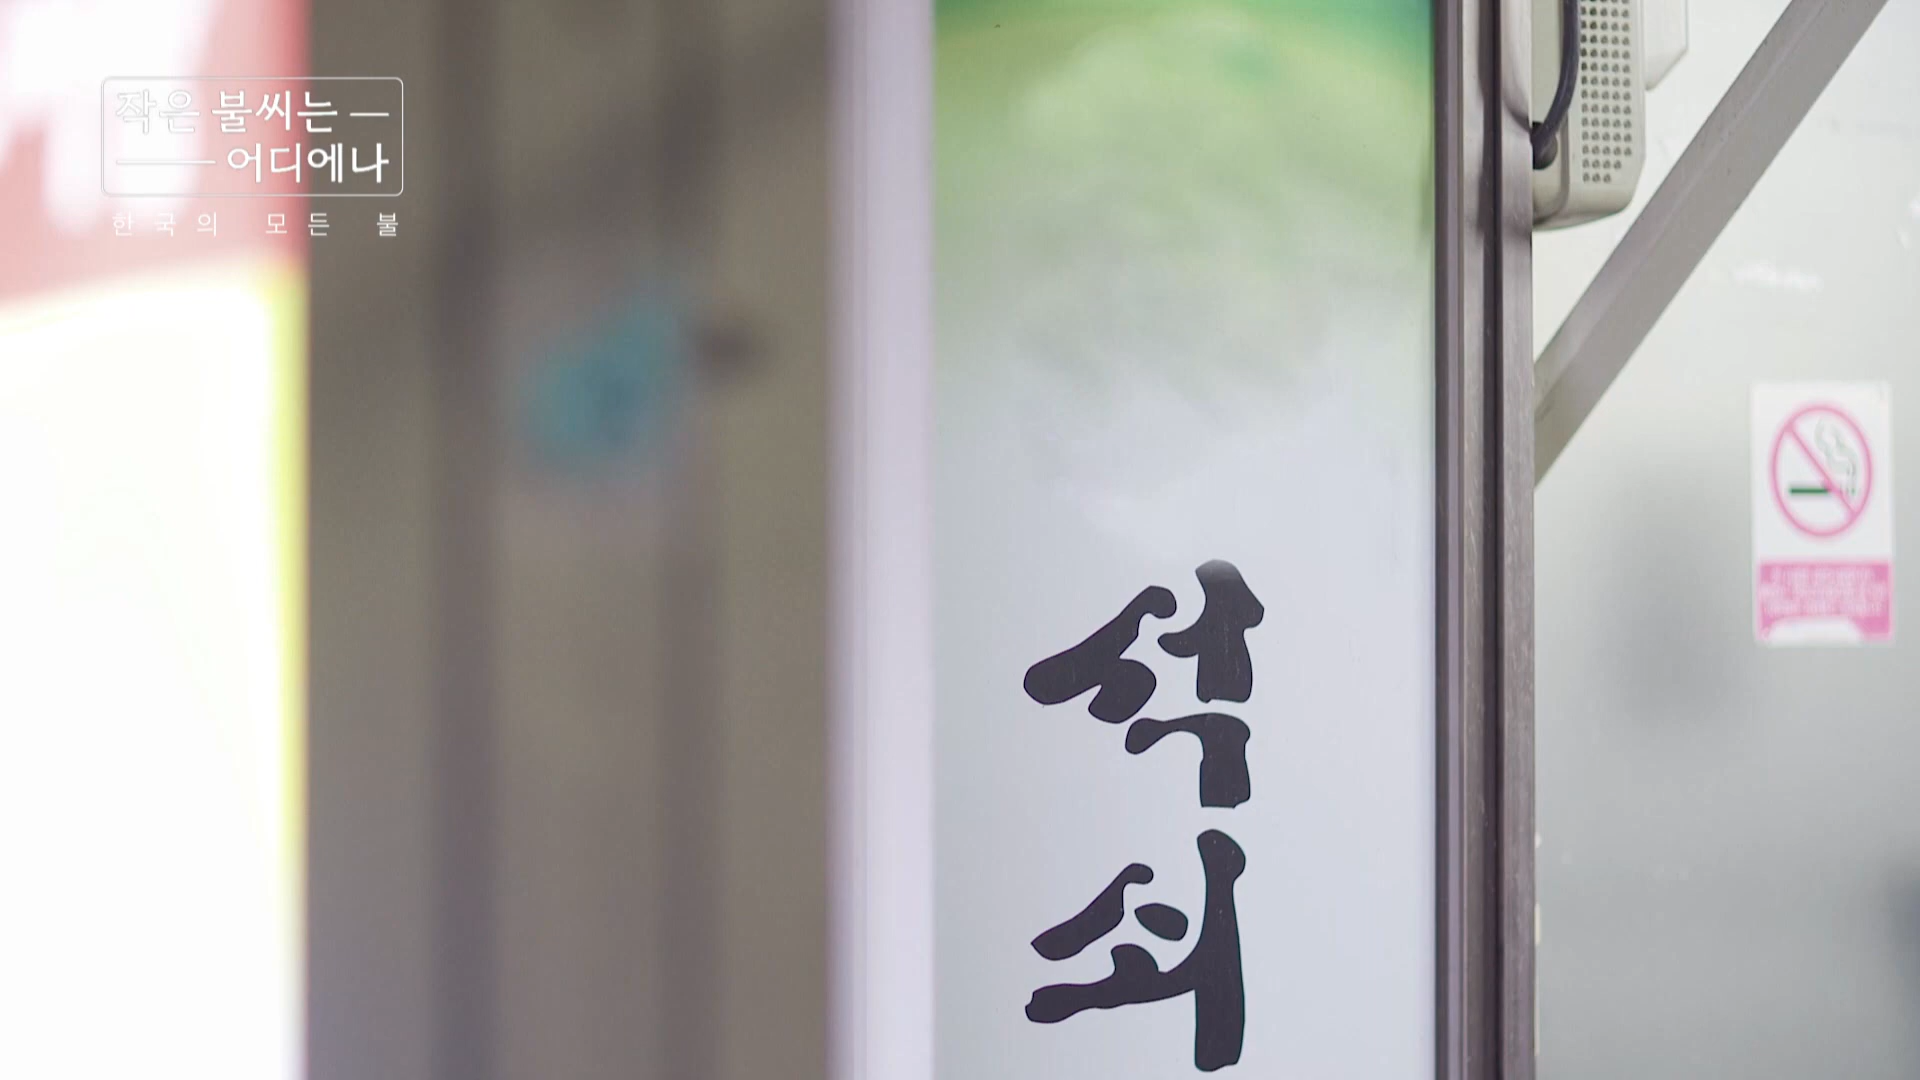 작은 불씨는
어디에나
한국의 모든 불
석쇠